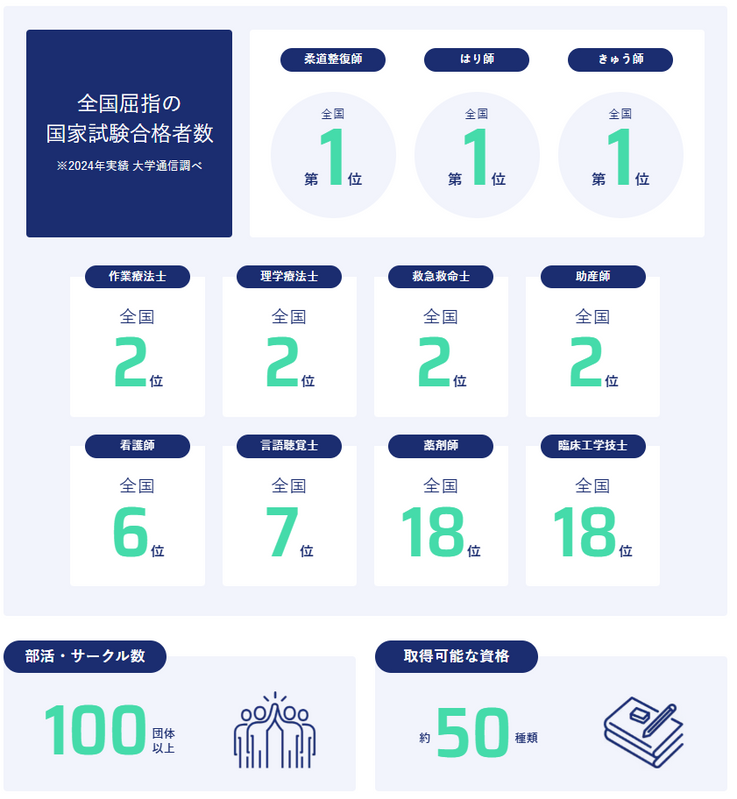 全国屈指の
国家試験合格者数
※2024年実績 大学通信調べ
柔道整復師
全国
第1位
はり師
全国
第1位
きゅう師
全国
第1位
作業療法士
全国
2位
理学療法士
全国
2位
救急救命士
全国
2位
助産師
全国
2位
看護師
全国
6位
言語聴覚士
全国
7位
薬剤師
全国
18位
臨床工学技士
全国
18位
部活・サークル数
100団体
以上
取得可能な資格
約50種類